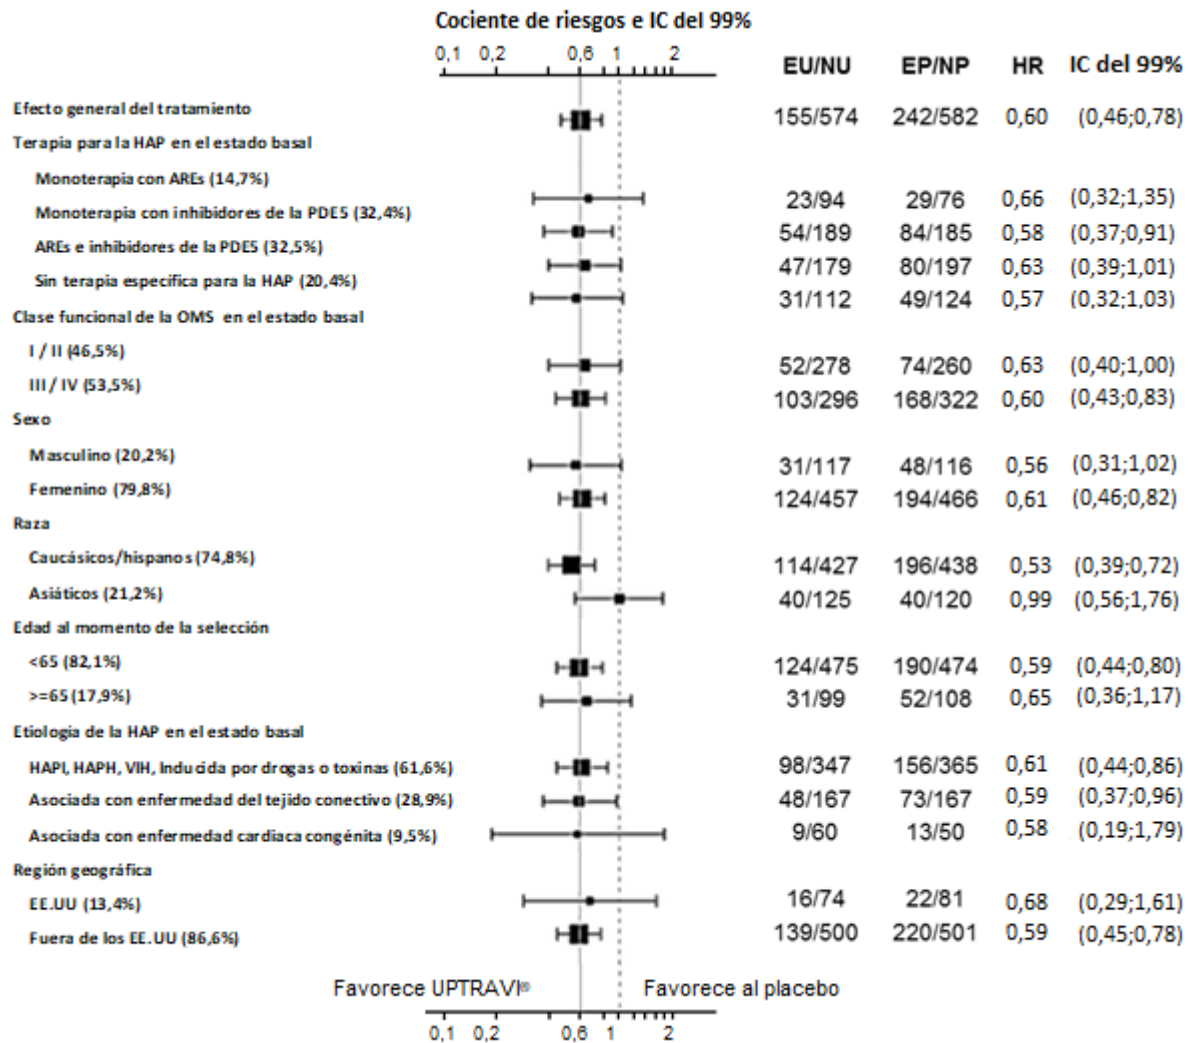 Cociente de riesgos e IC del 99%
0,1 0,2 0,6 1 2
EU/NU EP/NP HR IC del 99%
Efecto general del tratamiento 155/574 242/582 0,60 (0,46;0,78)
Terapia para la HAP en el estado basal
Monoterapia con AREs (14,7%) 23/94 29/76 0,66 (0,32;1,35)
Monoterapia con inhibidores de la PDE5 (32,4%) 54/189 84/185 0,58 (0,37;0,91)
AREs e inhibidores de la PDE5 (32,5%) 47/179 80/197 0,63 (0,39;1,01)
Sin terapia específica para la HAP (20,4%) 31/112 49/124 0,57 (0,32;1,03)
Clase funcional de la OMS en el estado basal
I / II (46,5%) 52/278 74/260 0,63 (0,40;1,00)
III / IV (53,5%) 103/296 168/322 0,60 (0,43;0,83)
Sexo
Masculino (20,2%) 31/117 48/116 0,56 (0,31;1,02)
Femenino (79,8%) 124/457 194/466 0,61 (0,46;0,82)
Raza
Caucásicos/hispanos (74,8%) 114/427 196/438 0,53 (0,39;0,72)
Asiáticos (21,2%) 40/125 40/120 0,99 (0,56;1,76)
Edad al momento de la selección
<65 (82,1%) 124/475 190/474 0,59 (0,44;0,80)
>=65 (17,9%) 31/99 52/108 0,65 (0,36;1,17)
Etiologia de la HAP en el estado basal
HAPI, HAPH, VIH, Inducida por drogas o toxinas (61,6%) 98/347 156/365 0,61 (0,44;0,86)
Asociada con enfermedad del tejido conectivo (28,9%) 48/167 73/167 0,59 (0,37;0,96)
Asociada con enfermedad cardiaca congénita (9,5%) 9/60 13/50 0,58 (0,19;1,79)
Región geográfica
EE.UU (13,4%) 16/74 22/81 0,68 (0,29;1,61)
Fuera de los EE.UU (86,6%) 139/500 220/501 0,59 (0,45;0,78)
Favorece UPTRAVI® Favorece al placebo
0,1 0,2 0,6 1 2